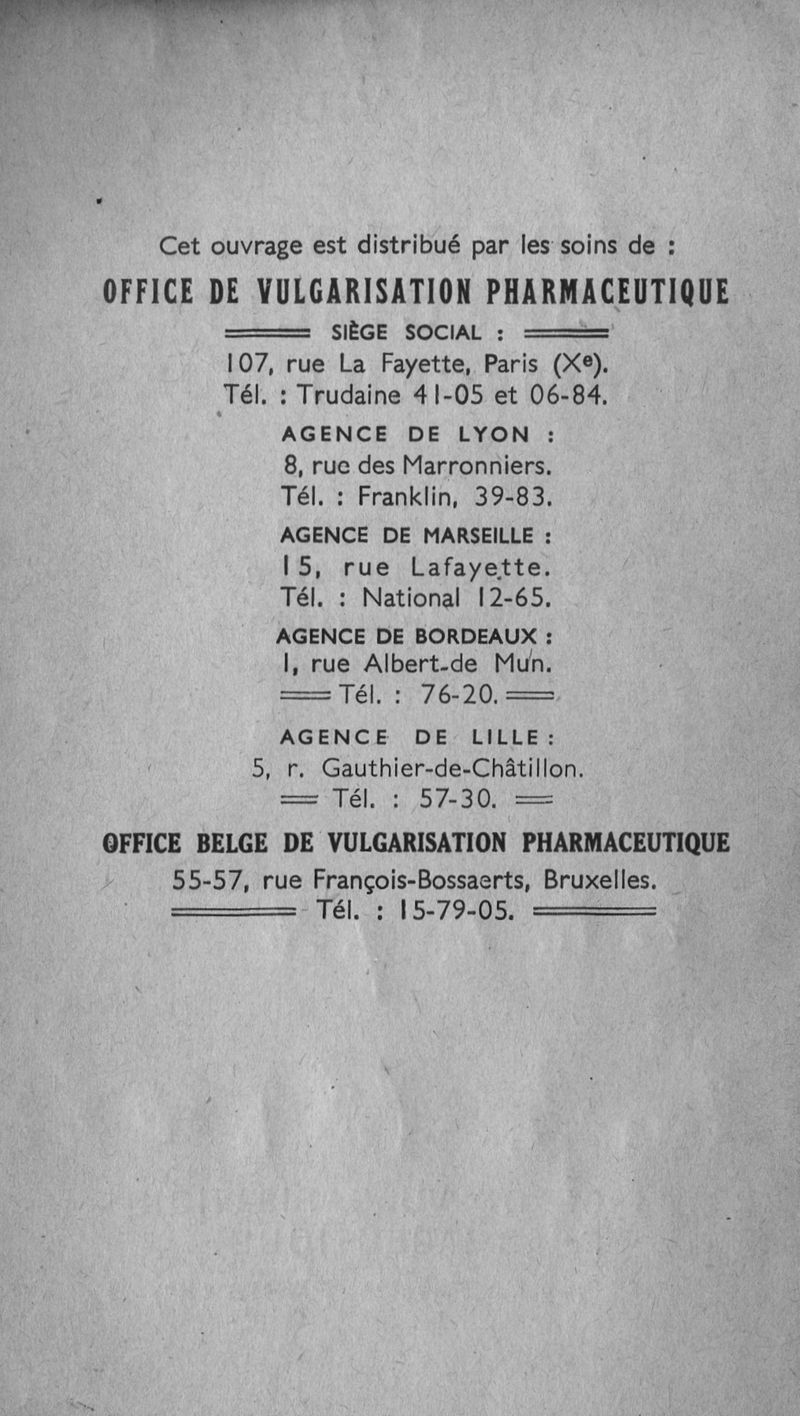 Cet ouvrage est distribué par les soins de :
OFFICE DE VULGARISATION PHARMACEUTIQUE
SIÈGE SOCIAL :
107, rue La Fayette, Paris (Xe).
Tél. : Trudaine 41-05 et 06-84.
AGENCE DE LYON :
8, rue des Marronniers.
Tél. : Franklin, 39-83.
AGENCE DE MARSEILLE :
15, rue Lafayette.
Tél. : National 12-65.
AGENCE DE BORDEAUX :
1, rue Albert-de Mun.
Tél. : 76-20.
AGENCE DE LILLE :
5, r. Gauthier-de-Châtillon.
Tél. : 57-30.
OFFICE BELGE DE VULGARISATION PHARMACEUTIQUE
55-57, rue François-Bossaerts, Bruxelles.
Tél. : 15-79-05.